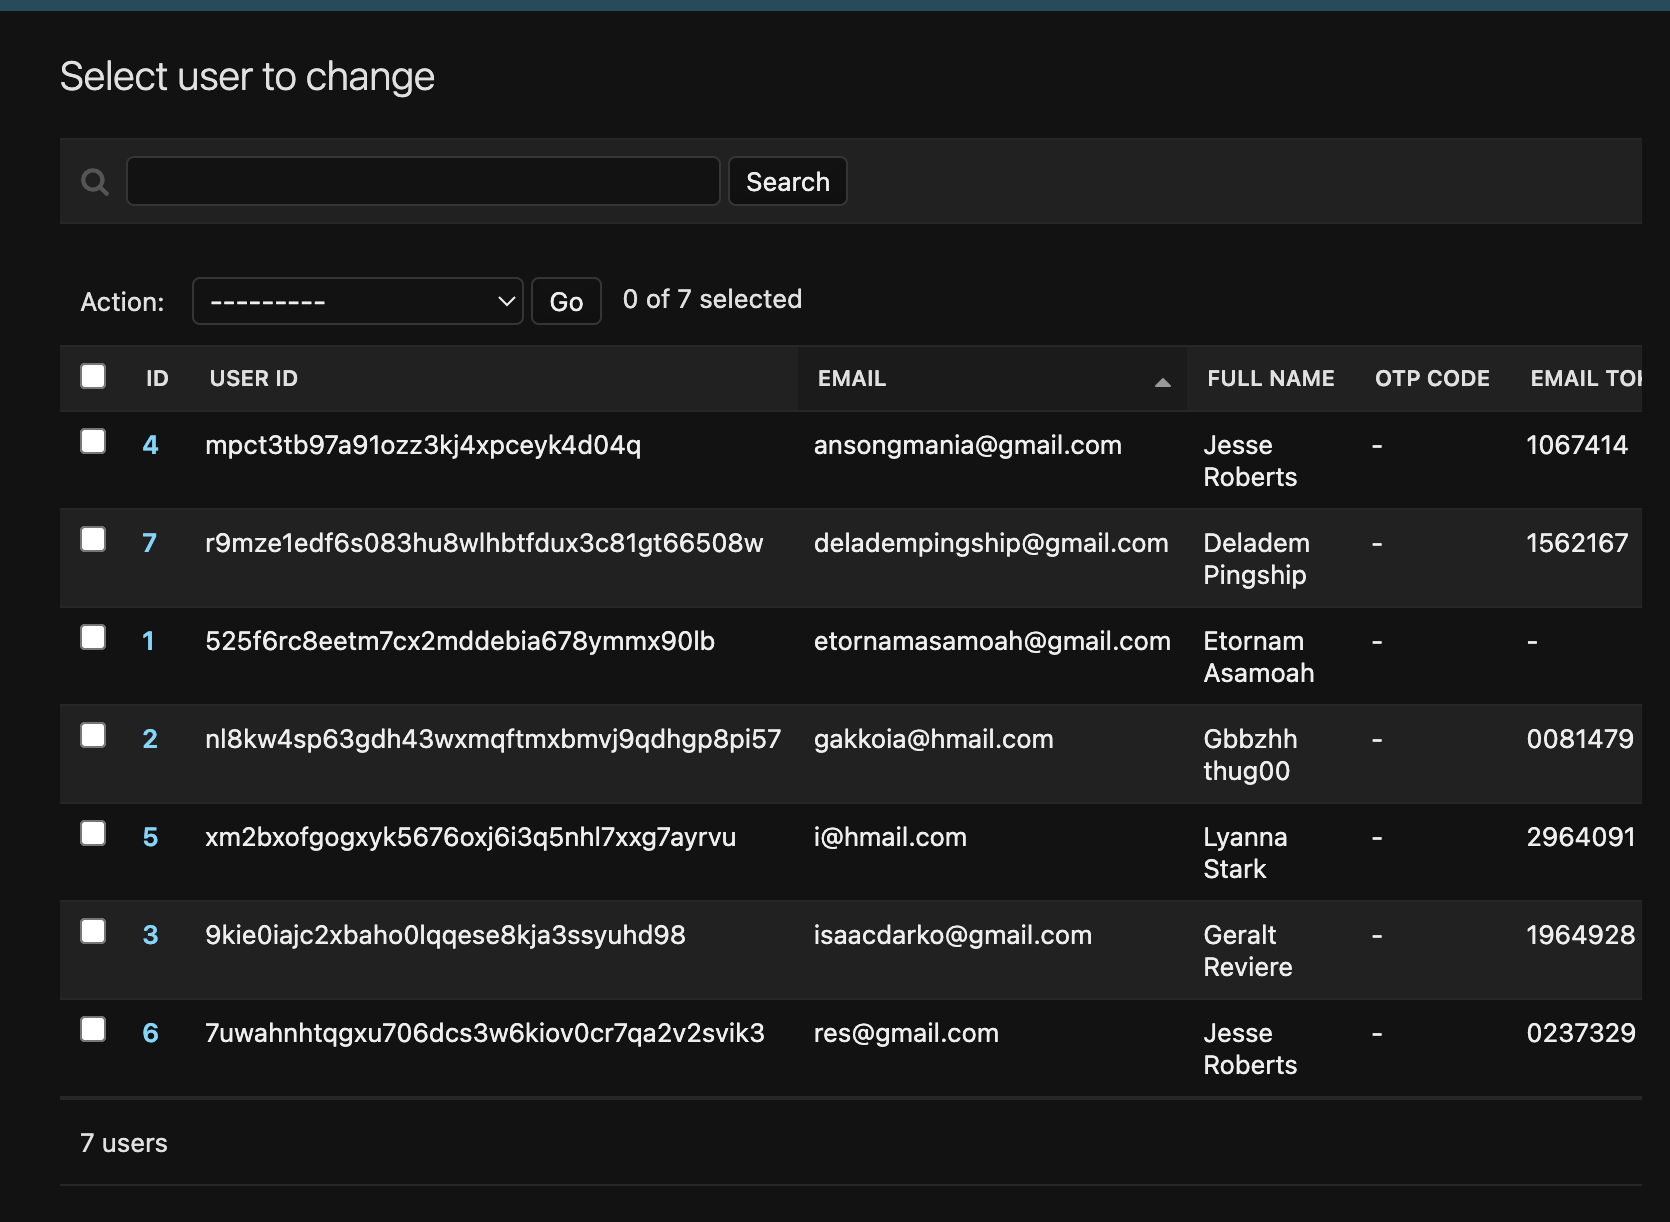 Select user to change
Search
Action: --------- Go 0 of 7 selected
ID USER ID EMAIL FULL NAME OTP CODE EMAIL TOK
4 mpct3tb97a91ozz3kj4xpceyk4d04q ansongmania@gmail.com Jesse - 1067414
Roberts
7 r9mze1edf6s083hu8wlhbtfdux3c81gt66508w deladempingship@gmail.com Deladem - 1562167
Pingship
1 525f6rc8eetm7cx2mddebia678ymmx90lb etornamasamoah@gmail.com Etornam - -
Asamoah
2 nl8kw4sp63gdh43wxmqftmxbmvj9qdhgp8pi57 gakkoia@hmail.com Gbbzhh - 0081479
thug00
5 xm2bxofgogxyk5676oxj6i3q5nhl7xxg7ayrvu i@hmail.com Lyanna - 2964091
Stark
3 9kie0iajc2xbaho0lqqese8kja3ssyuhd98 isaacdarko@gmail.com Geralt - 1964928
Reviere
6 7uwahnhtqgxu706dcs3w6kiov0cr7qa2v2svik3 res@gmail.com Jesse - 0237329
Roberts
7 users